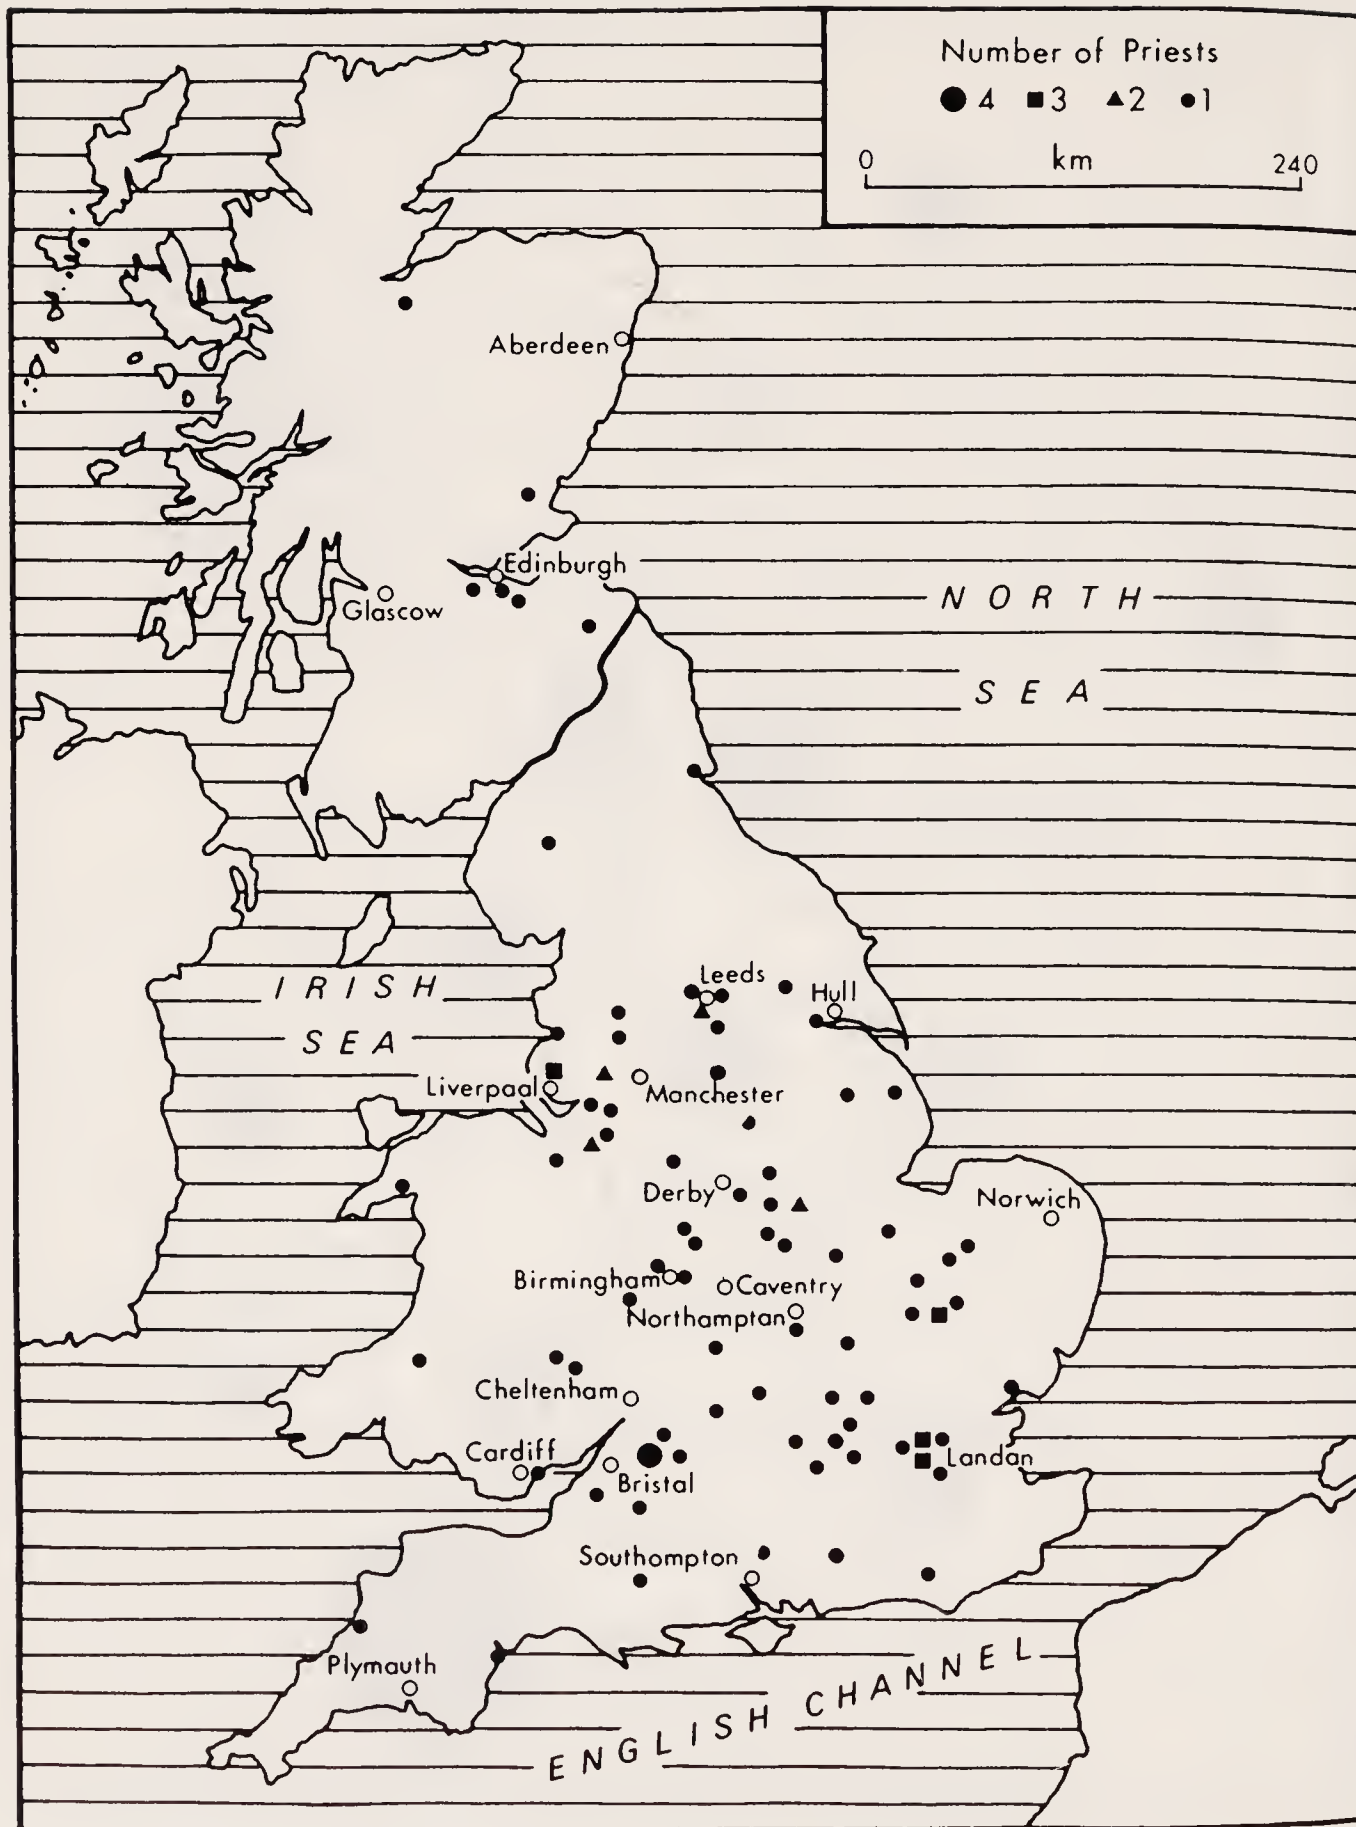 Number of Priests
4 3 2 1
0 km 240
Aberdeen
Edinburgh
Glascow
NORTH
SEA
IRISH
SEA
Leeds
Hull
Liverpaal
Manchester
Derby
Norwich
Birmingham
Caventry
Northamptan
Cheltenham
Cardiff
Bristal
Landan
Southompton
Plymauth
ENGLISH CHANNEL